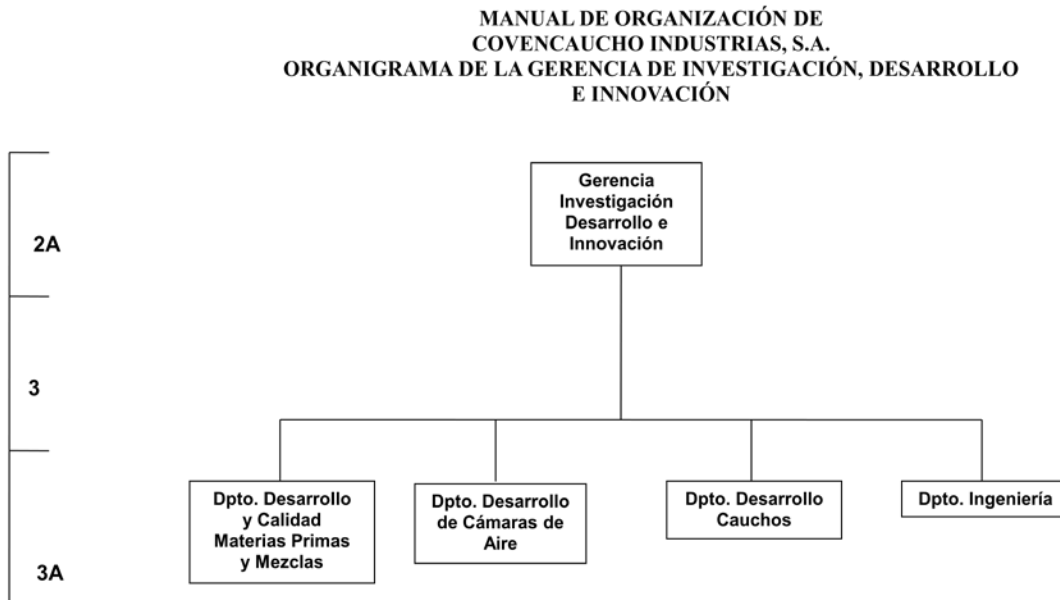 MANUAL DE ORGANIZACIÓN DE
COVENCAUCHO INDUSTRIAS, S.A.
ORGANIGRAMA DE LA GERENCIA DE INVESTIGACIÓN, DESARROLLO
E INNOVACIÓN
Gerencia
Investigación
Desarrollo e
Innovación
2A
3
Dpto. Desarrollo
y Calidad
Materias Primas
y Mezclas
Dpto. Desarrollo
de Cámaras de
Aire
Dpto. Desarrollo
Cauchos
Dpto. Ingeniería
3A